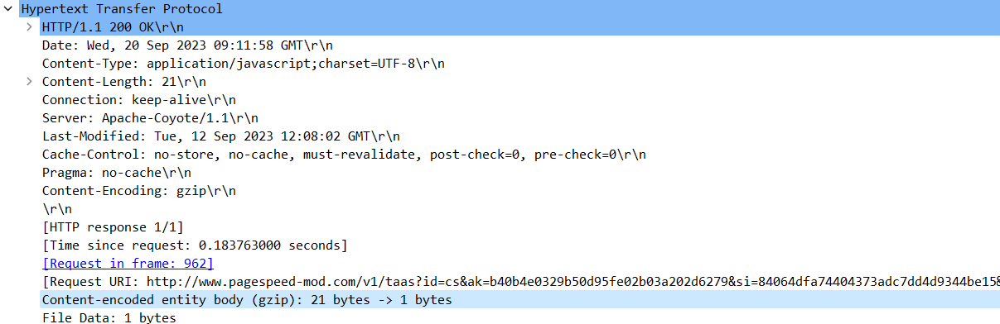 Hypertext Transfer Protocol
HTTP/1.1 200 OK\r\n
Date: Wed, 20 Sep 2023 09:11:58 GMT\r\n
Content-Type: application/javascript;charset=UTF-8\r\n
Content-Length: 21\r\n
Connection: keep-alive\r\n
Server: Apache-Coyote/1.1\r\n
Last-Modified: Tue, 12 Sep 2023 12:08:02 GMT\r\n
Cache-Control: no-store, no-cache, must-revalidate, post-check=0, pre-check=0\r\n
Pragma: no-cache\r\n
Content-Encoding: gzip\r\n
\r\n
[HTTP response 1/1]
[Time since request: 0.183763000 seconds]
[Request in frame: 962]
[Request URI: http://www.pagespeed-mod.com/v1/taas?id=cs&ak=b40b4e0329b50d95fe02b03a202d6279&si=84064dfa74404373adc7dd4d9344be15&
Content-encoded entity body (gzip): 21 bytes -> 1 bytes
File Data: 1 bytes